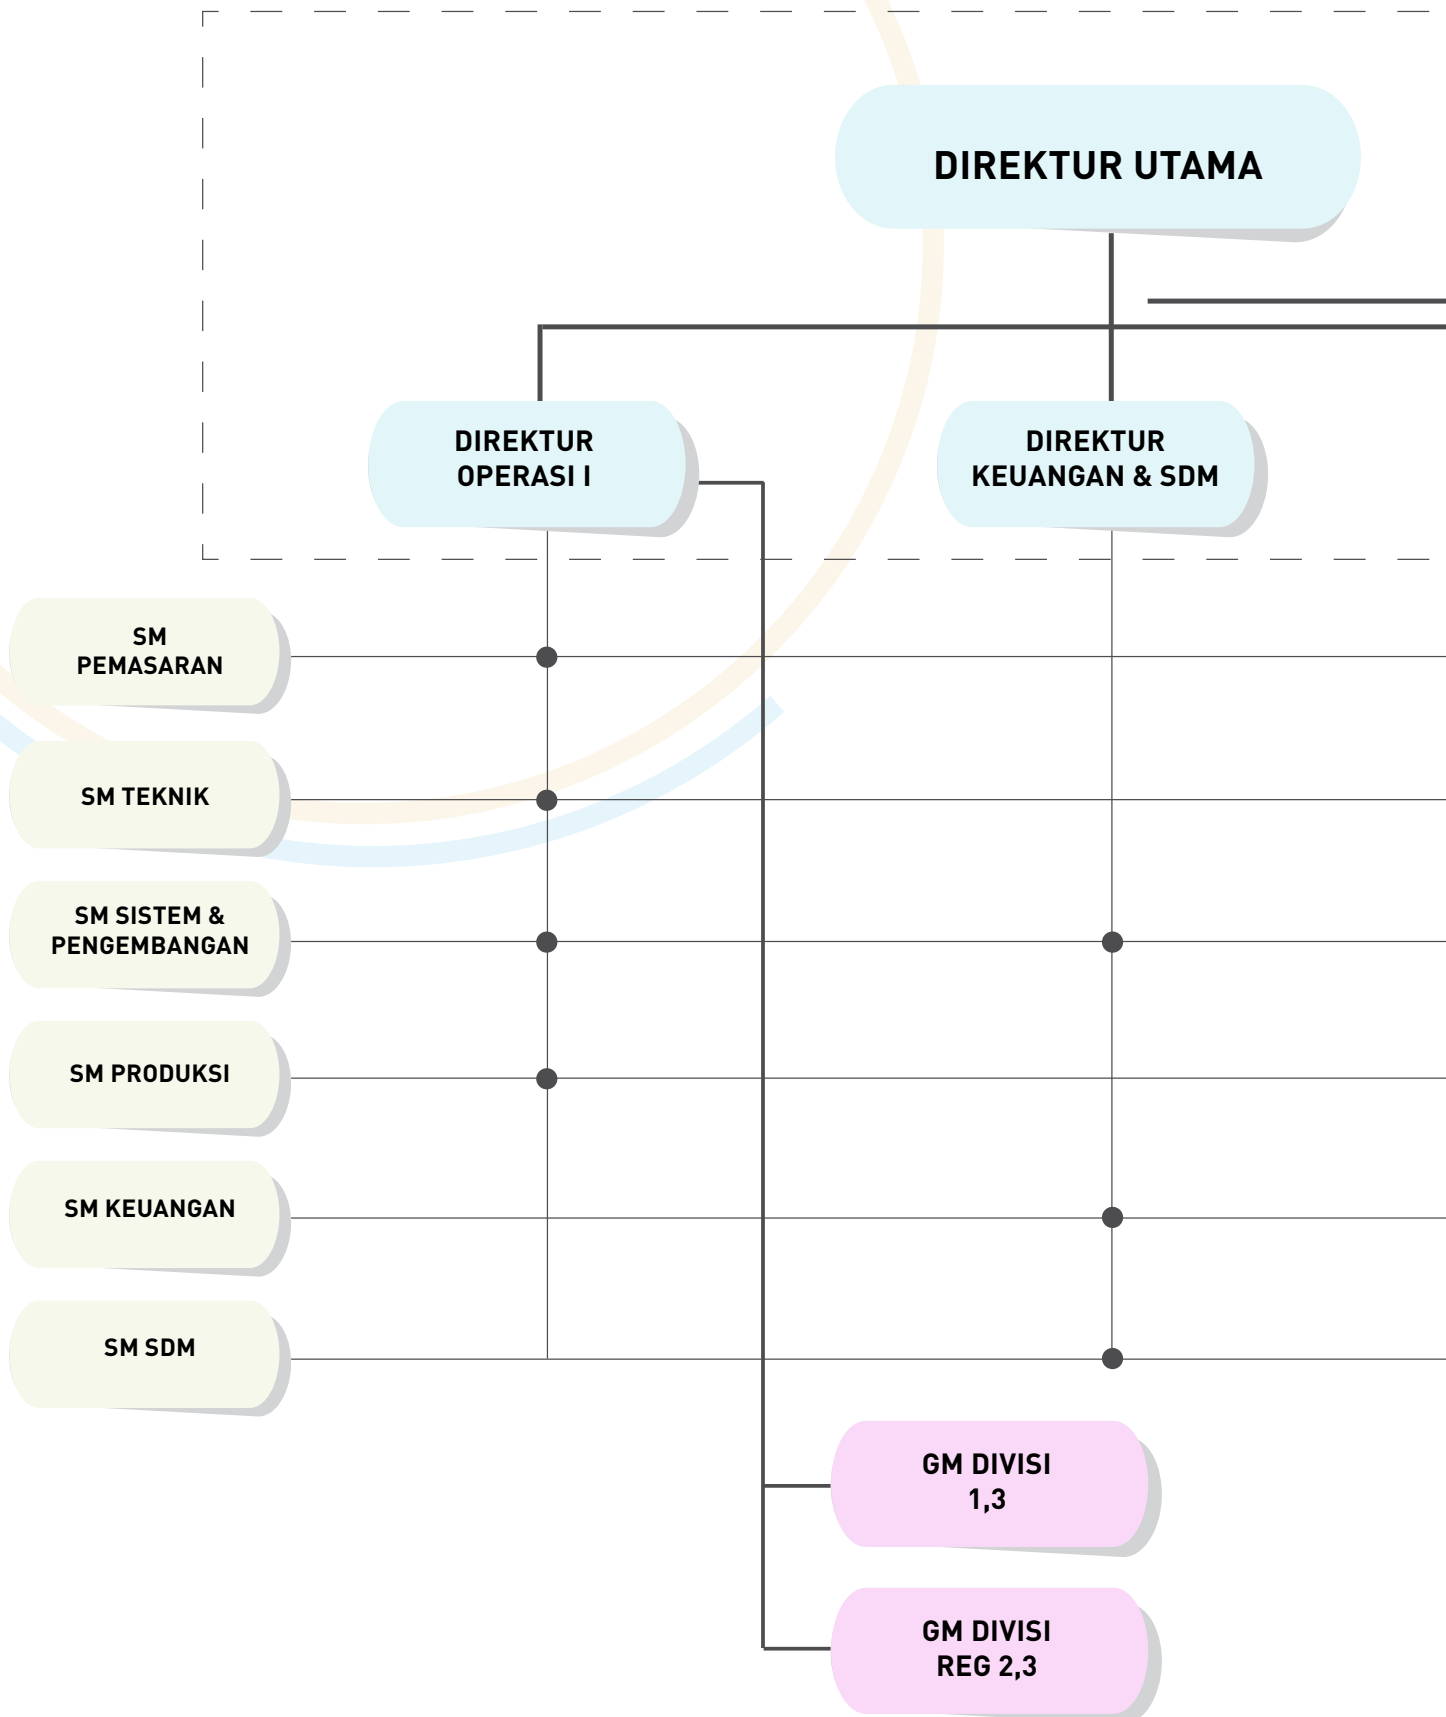 DIREKTUR UTAMA
DIREKTUR
OPERASI I
DIREKTUR
KEUANGAN & SDM
SM
PEMASARAN
SM TEKNIK
SM SISTEM &
PENGEMBANGAN
SM PRODUKSI
SM KEUANGAN
SM SDM
GM DIVISI
1,3
GM DIVISI
REG 2,3